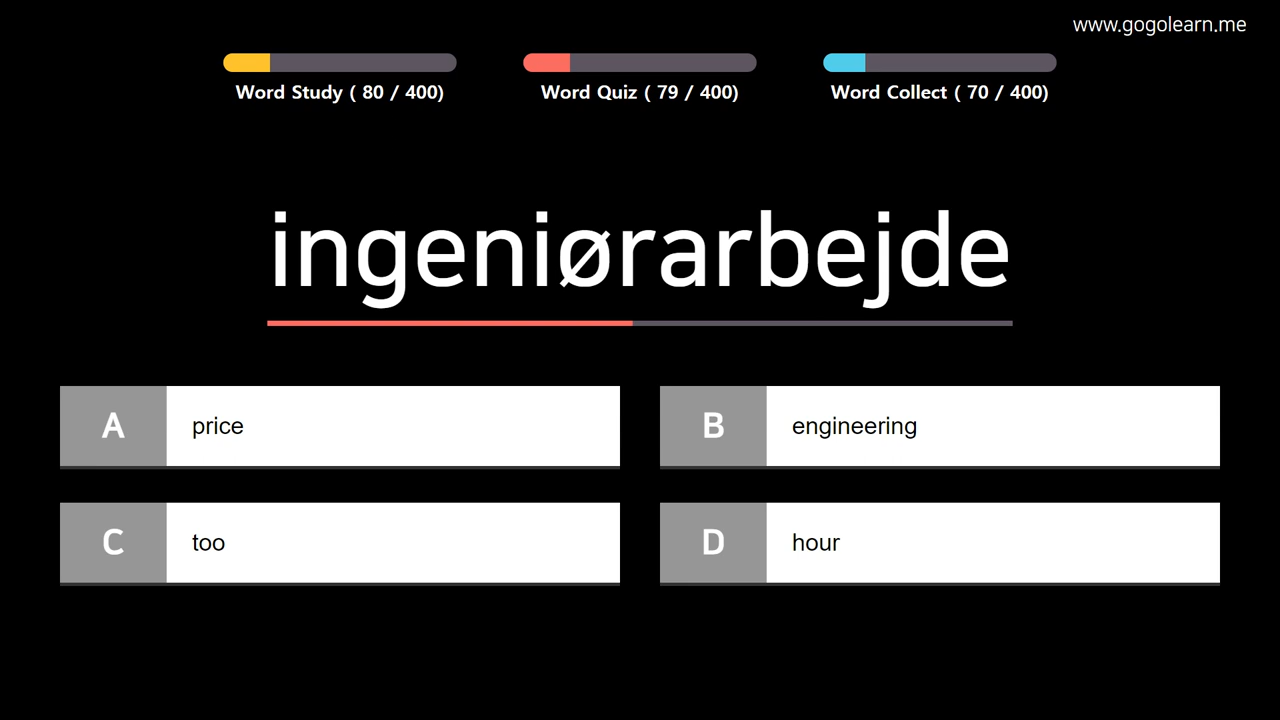 www.gogolearn.me
Word Study ( 80 / 400)
Word Quiz ( 79 / 400)
Word Collect ( 70 / 400)
ingeniørarbejde
A price
B engineering
C too
D hour